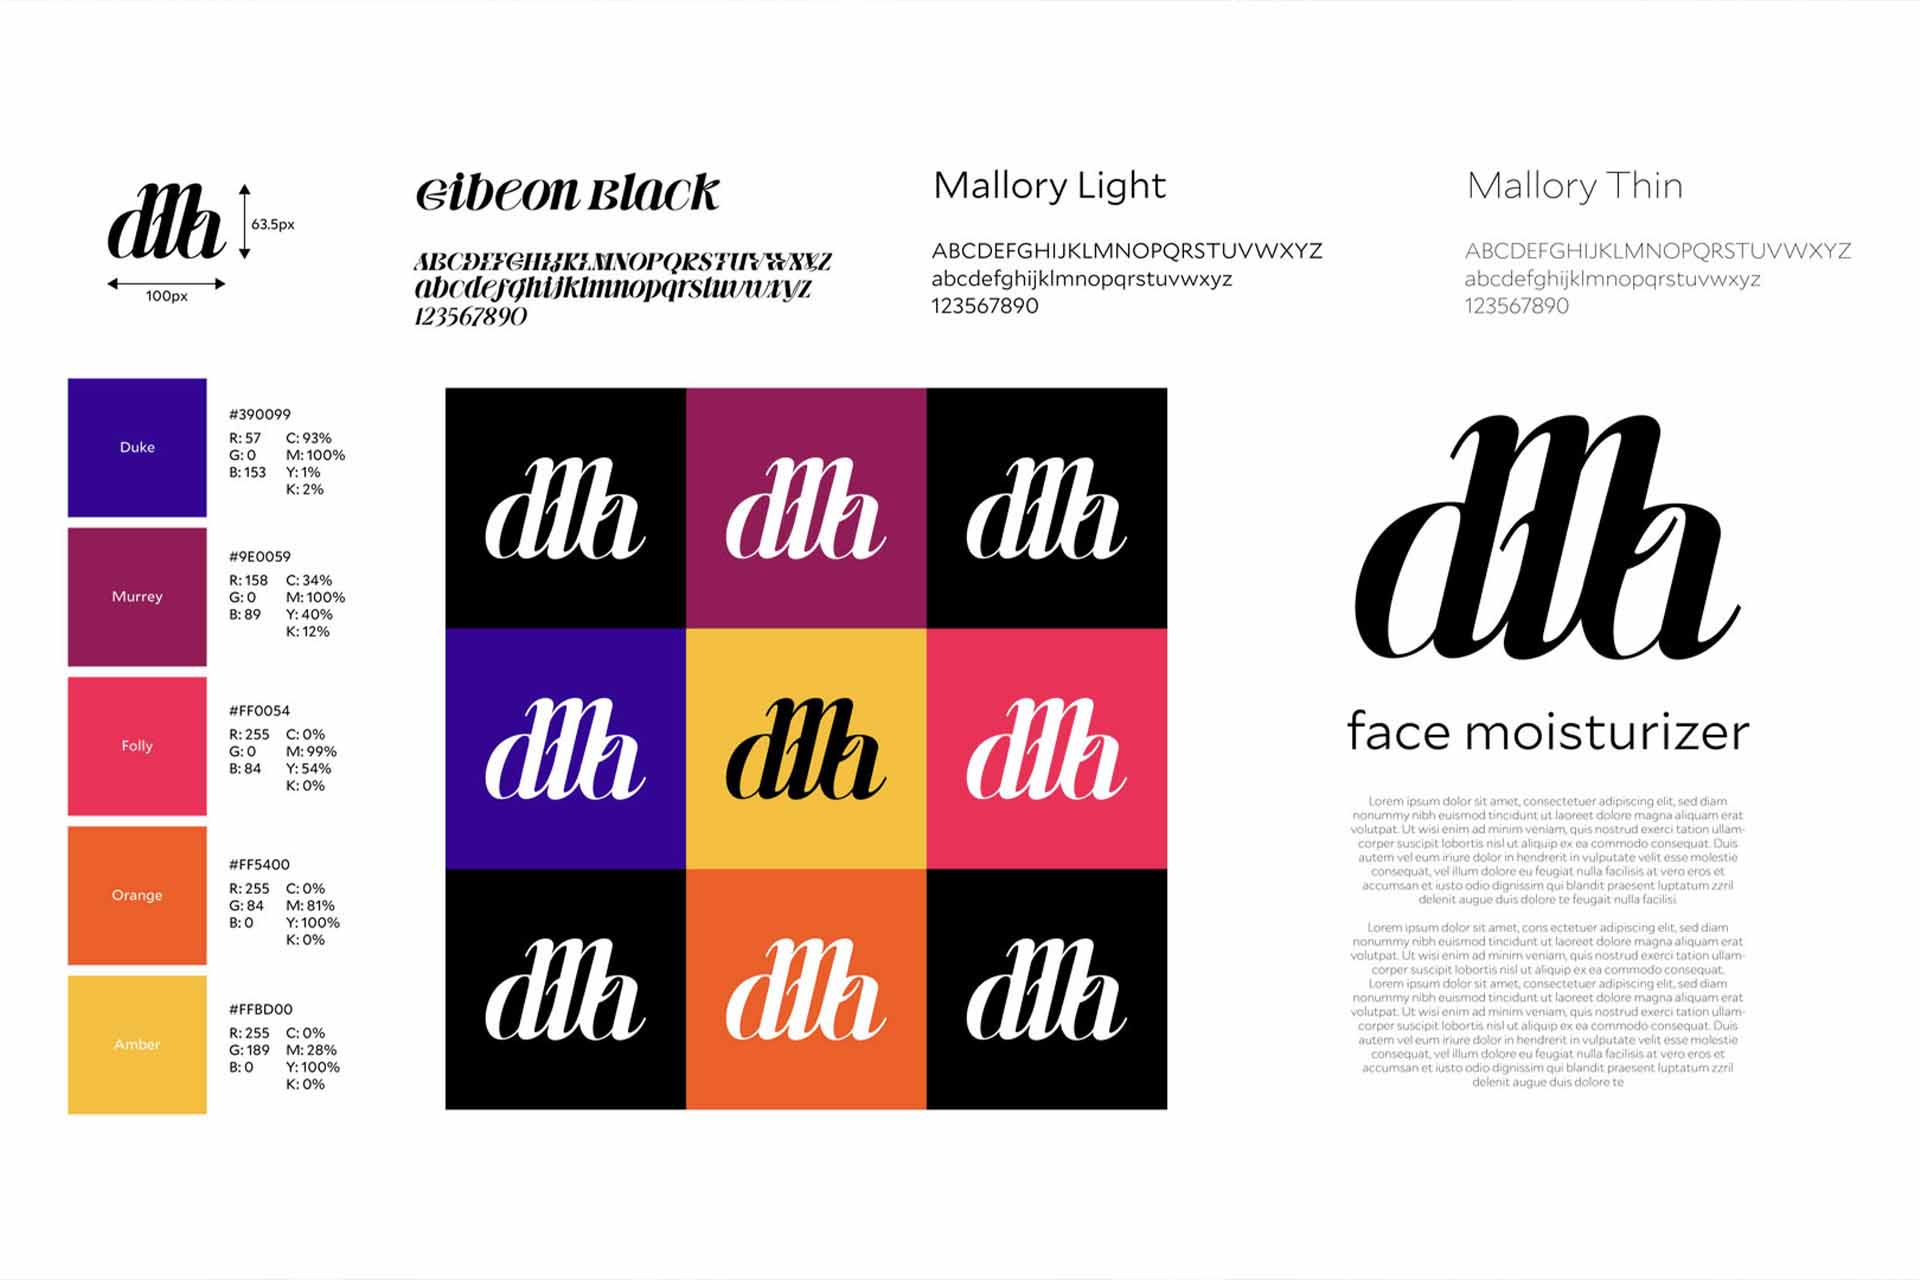 63.5px
100px
Gibeon Black
ABCDEFGHIJKLMNOPQRSTUVWXYZ
abcdefghijklmnopqrstuvwxyz
123567890
Mallory Light
ABCDEFGHIJKLMNOPQRSTUVWXYZ
abcdefghijklmnopqrstuvwxyz
123567890
Mallory Thin
ABCDEFGHIJKLMNOPQRSTUVWXYZ
abcdefghijklmnopqrstuvwxyz
123567890
Duke
#390099
R: 57 C: 93%
G: 0 M: 100%
B: 153 Y: 1%
K: 2%
Murrey
#9E0059
R: 158 C: 34%
G: 0 M: 100%
B: 89 Y: 40%
K: 12%
Folly
#FF0054
R: 255 C: 0%
G: 0 M: 99%
B: 84 Y: 54%
K: 0%
Orange
#FF5400
R: 255 C: 0%
G: 84 M: 81%
B: 0 Y: 100%
K: 0%
Amber
#FFBD00
R: 255 C: 0%
G: 189 M: 28%
B: 0 Y: 100%
K: 0%
face moisturizer
Lorem ipsum dolor sit amet, consectetuer adipiscing elit, sed diam
nonummy nibh euismod tincidunt ut laoreet dolore magna aliquam erat
volutpat. Ut wisi enim ad minim veniam, quis nostrud exerci tation ullam-
corper suscipit lobortis nisl ut aliquip ex ea commodo consequat. Duis
autem vel eum iriure dolor in hendrerit in vulputate velit esse molestie
consequat, vel illum dolore eu feugiat nulla facilisis at vero eros et
accumsan et iusto odio dignissim qui blandit praesent luptatum zzril
delenit augue duis dolore te feugait nulla facilisi.
Lorem ipsum dolor sit amet, cons ectetuer adipiscing elit, sed diam
nonummy nibh euismod tincidunt ut laoreet dolore magna aliquam erat
volutpat. Ut wisi enim ad minim veniam, quis nostrud exerci tation ullam-
corper suscipit lobortis nisl ut aliquip ex ea commodo consequat.
Lorem ipsum dolor sit amet, consectetuer adipiscing elit, sed diam
nonummy nibh euismod tincidunt ut laoreet dolore magna aliquam erat
volutpat. Ut wisi enim ad minim veniam, quis nostrud exerci tation ullam-
corper suscipit lobortis nisl ut aliquip ex ea commodo consequat. Duis
autem vel eum iriure dolor in hendrerit in vulputate velit esse molestie
consequat, vel illum dolore eu feugiat nulla facilisis at vero eros et
accumsan et iusto odio dignissim qui blandit praesent luptatum zzril
delenit augue duis dolore te